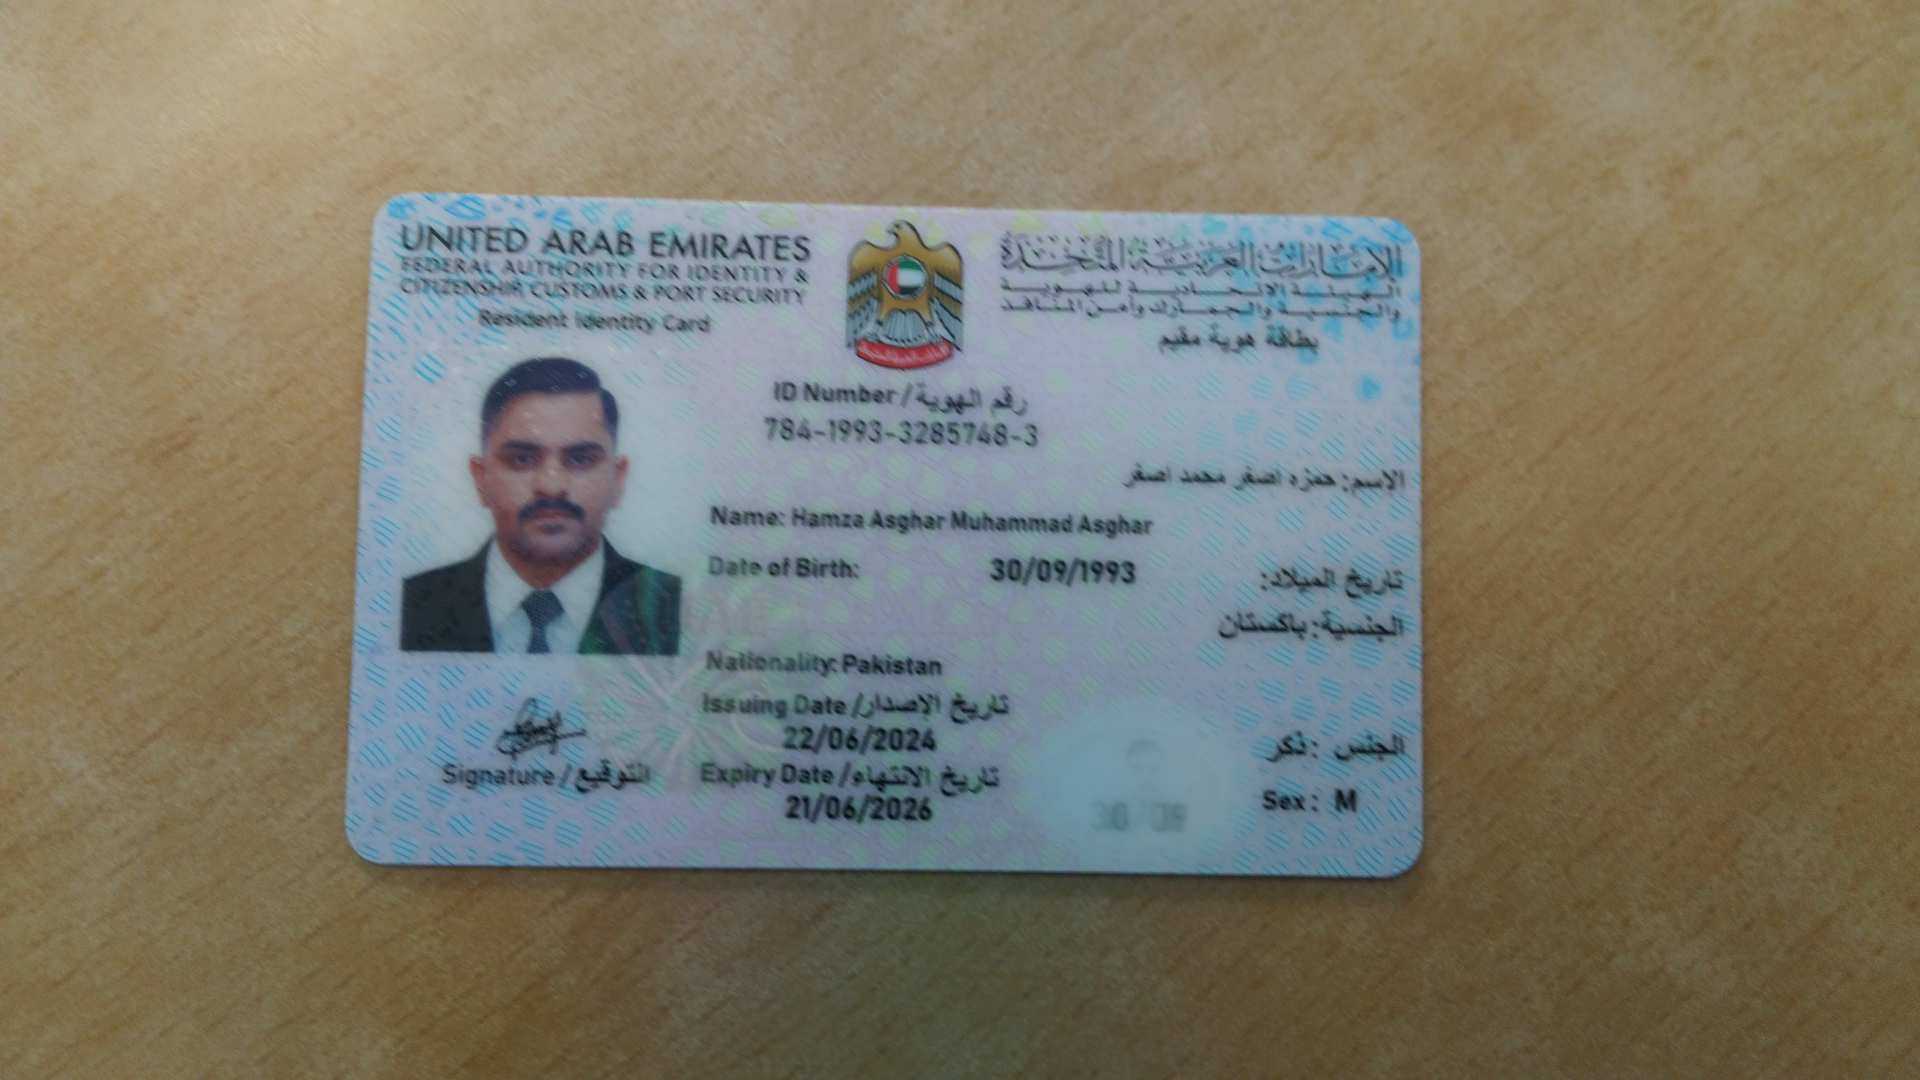 UNITED ARAB EMIRATES
FEDERAL AUTHORITY FOR IDENTITY &
CITIZENSHIP, CUSTOMS & PORT SECURITY
Resident Identity Card
الإمارات العربية المتحدة
الهيئة الاتحادية للهوية
والجنسية والجمارك وأمن المنافذ
بطاقة هوية مقيم
ID Number / رقم الهوية
784-1993-3285748-3
الاسم: حمزه اصغر محمد اصغر
Name: Hamza Asghar Muhammad Asghar
Date of Birth: 30/09/1993 تاريخ الميلاد:
الجنسية: باكستان
Nationality: Pakistan
Issuing Date / تاريخ الإصدار
22/06/2024
الجنس: ذكر
Signature / التوقيع
Expiry Date / تاريخ الانتهاء
21/06/2026
Sex: M